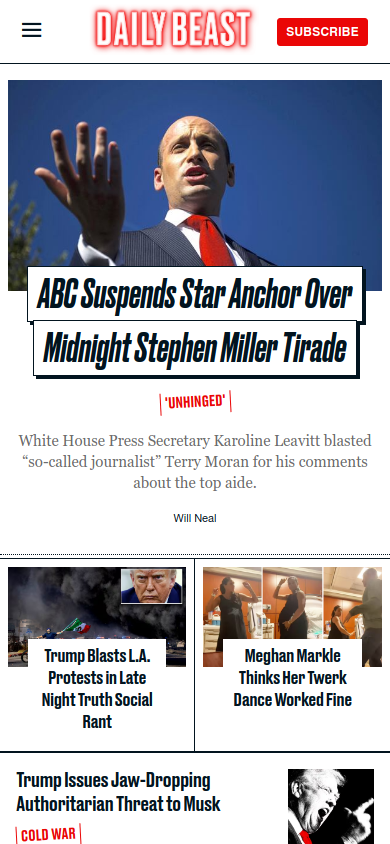 DAILY BEAST
SUBSCRIBE
ABC Suspends Star Anchor Over
Midnight Stephen Miller Tirade
'UNHINGED'
White House Press Secretary Karoline Leavitt blasted
“so-called journalist” Terry Moran for his comments
about the top aide.
Will Neal
Trump Blasts L.A.
Protests in Late
Night Truth Social
Rant
Meghan Markle
Thinks Her Twerk
Dance Worked Fine
Trump Issues Jaw-Dropping
Authoritarian Threat to Musk
COLD WAR